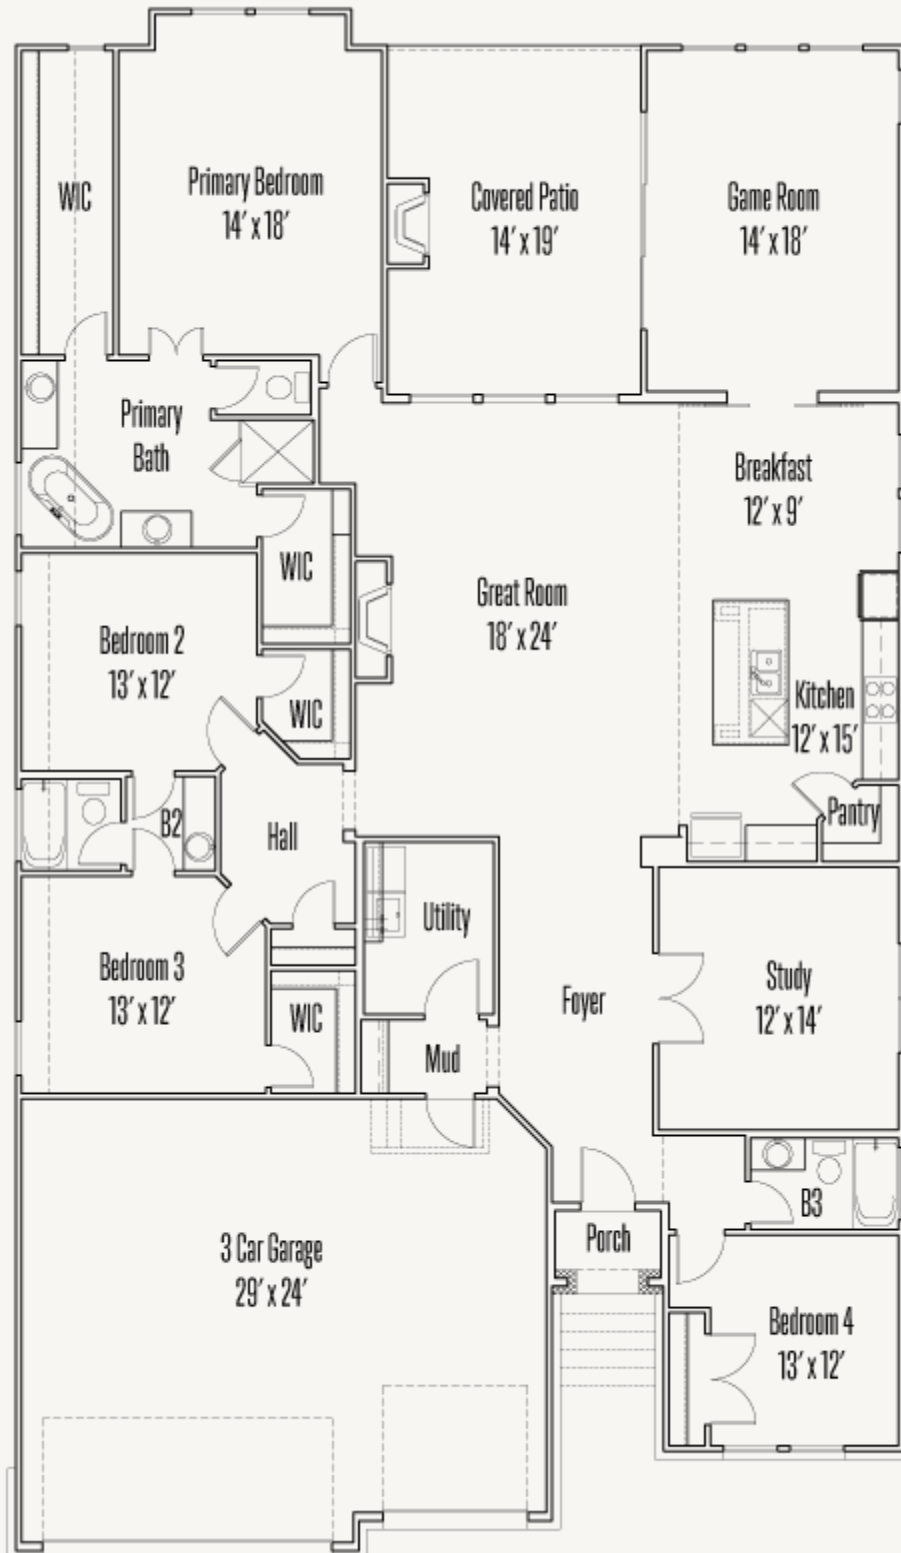 WIC
Primary Bedroom
14' x 18'
Covered Patio
14' x 19'
Game Room
14' x 18'
Primary
Bath
Breakfast
12' x 9'
WIC
Great Room
18' x 24'
Bedroom 2
13' x 12'
WIC
Kitchen
12' x 15'
Pantry
B2
Hall
Utility
Bedroom 3
13' x 12'
WIC
Foyer
Study
12' x 14'
Mud
B3
Porch
3 Car Garage
29' x 24'
Bedroom 4
13' x 12'